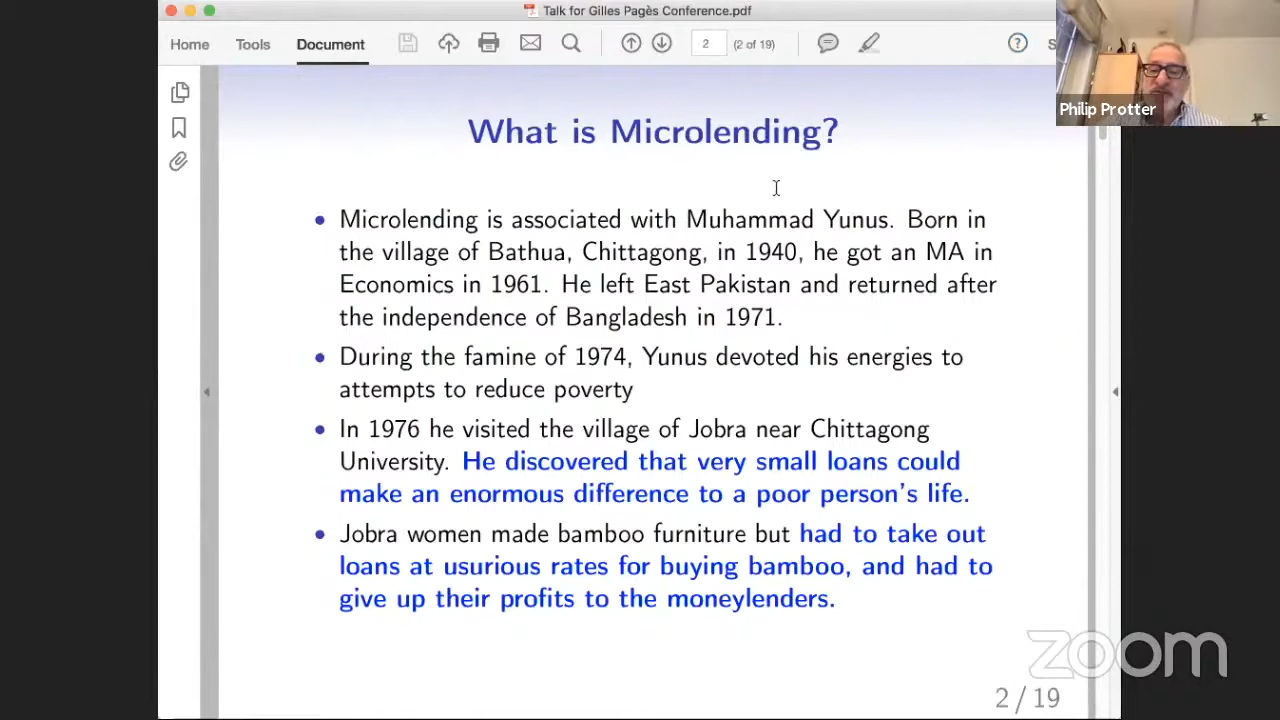 Talk for Gilles Pagès Conference.pdf
Home Tools Document 2 (2 of 19) ? S
Philip Protter
What is Microlending?
• Microlending is associated with Muhammad Yunus. Born in
the village of Bathua, Chittagong, in 1940, he got an MA in
Economics in 1961. He left East Pakistan and returned after
the independence of Bangladesh in 1971.
• During the famine of 1974, Yunus devoted his energies to
attempts to reduce poverty
• In 1976 he visited the village of Jobra near Chittagong
University. He discovered that very small loans could
make an enormous difference to a poor person's life.
• Jobra women made bamboo furniture but had to take out
loans at usurious rates for buying bamboo, and had to
give up their profits to the moneylenders.
zoom
2 / 19